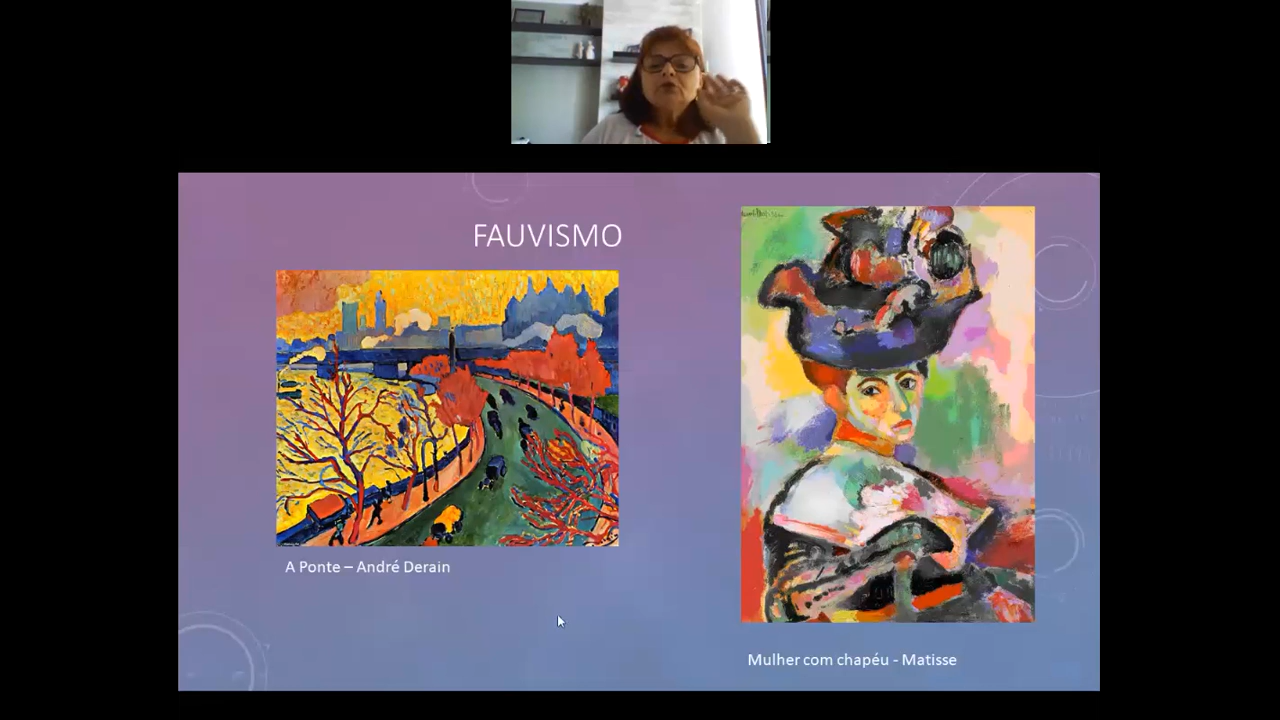 FAUVISMO
A Ponte – André Derain
Mulher com chapéu - Matisse